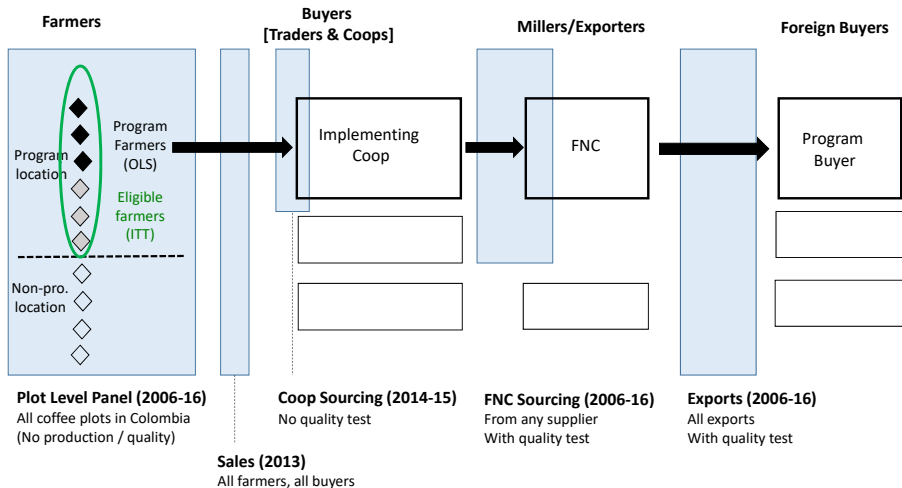 Farmers
Buyers
[Traders & Coops]
Millers/Exporters
Foreign Buyers
Program
Farmers
(OLS)
Program
location
Eligible
farmers
(ITT)
Non-pro.
location
Implementing
Coop
FNC
Program
Buyer
Plot Level Panel (2006-16)
All coffee plots in Colombia
(No production / quality)
Sales (2013)
All farmers, all buyers
Coop Sourcing (2014-15)
No quality test
FNC Sourcing (2006-16)
From any supplier
With quality test
Exports (2006-16)
All exports
With quality test